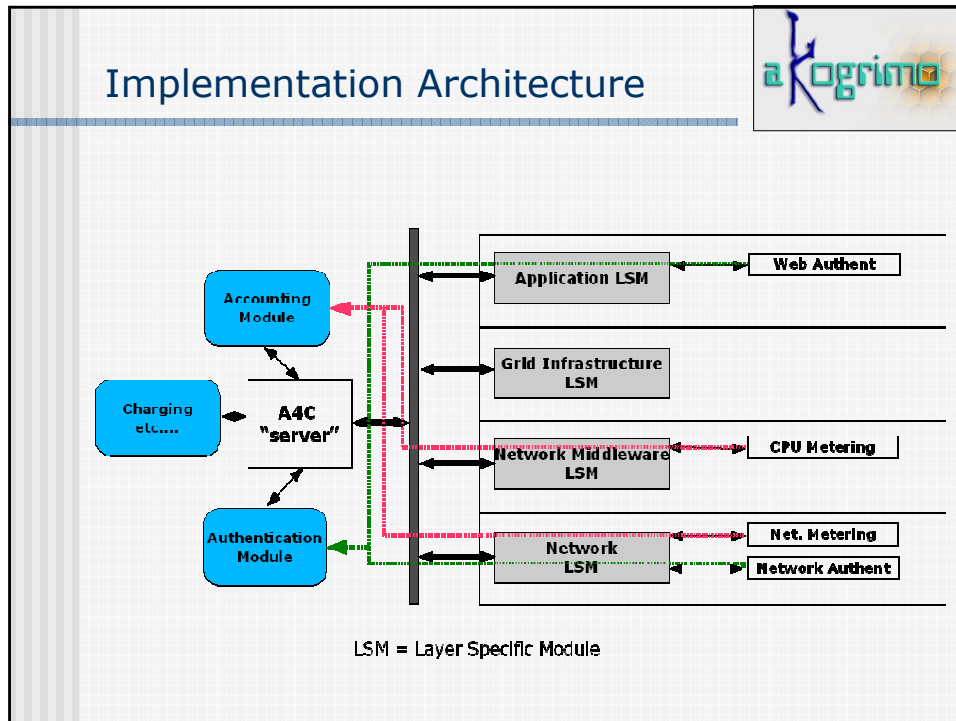 Implementation Architecture
akogrimo
Web Authent
Application LSM
Accounting
Module
Grid Infrastructure
LSM
Charging
etc....
A4C
"server"
CPU Metering
Network Middleware
LSM
Authentication
Module
Net. Metering
Network
LSM
Network Authent
LSM = Layer Specific Module